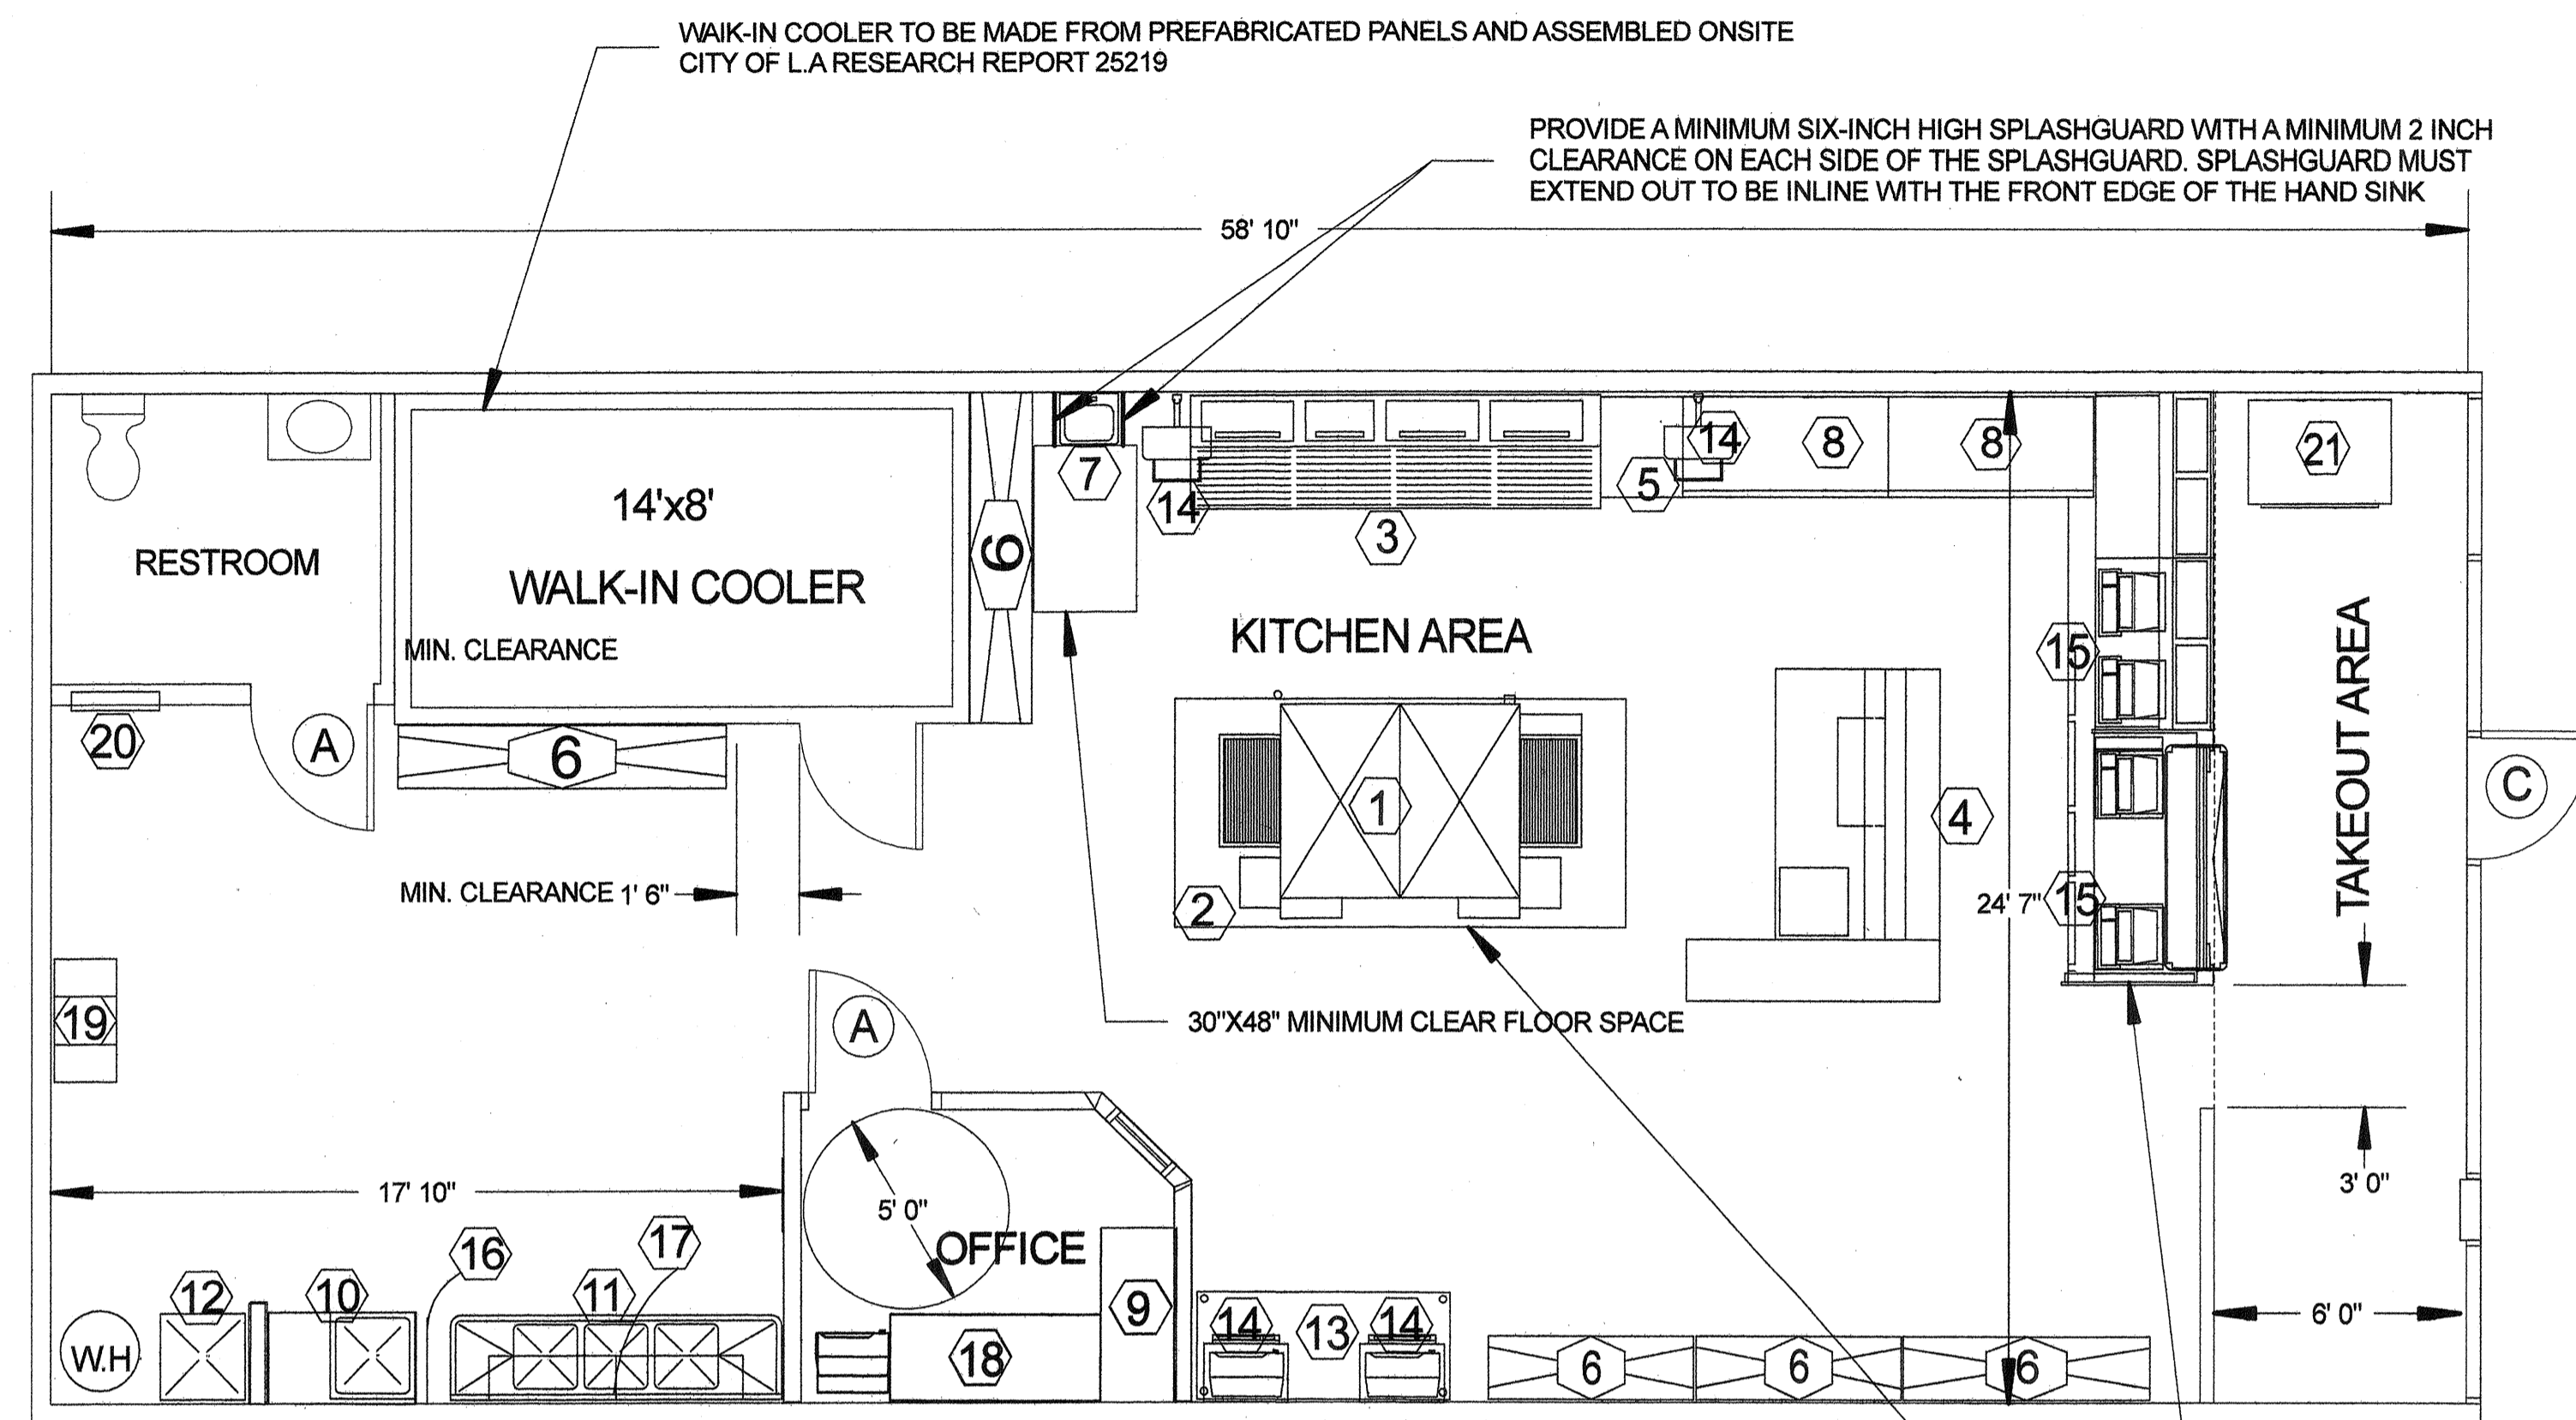 WAIK-IN COOLER TO BE MADE FROM PREFABRICATED PANELS AND ASSEMBLED ONSITE
CITY OF L.A RESEARCH REPORT 25219
PROVIDE A MINIMUM SIX-INCH HIGH SPLASHGUARD WITH A MINIMUM 2 INCH
CLEARANCE ON EACH SIDE OF THE SPLASHGUARD. SPLASHGUARD MUST
EXTEND OUT TO BE INLINE WITH THE FRONT EDGE OF THE HAND SINK
58' 10"
14'x8'
WALK-IN COOLER
RESTROOM
MIN. CLEARANCE
6
7
14
3
5
14
8
8
21
KITCHEN AREA
15
TAKEOUT AREA
20
A
6
1
2
4
24' 7"
15
C
MIN. CLEARANCE 1' 6"
19
A
30"X48" MINIMUM CLEAR FLOOR SPACE
3' 0"
17' 10"
5' 0"
OFFICE
16
17
12
10
11
9
W.H
18
14
13
14
6
6
6
6' 0"